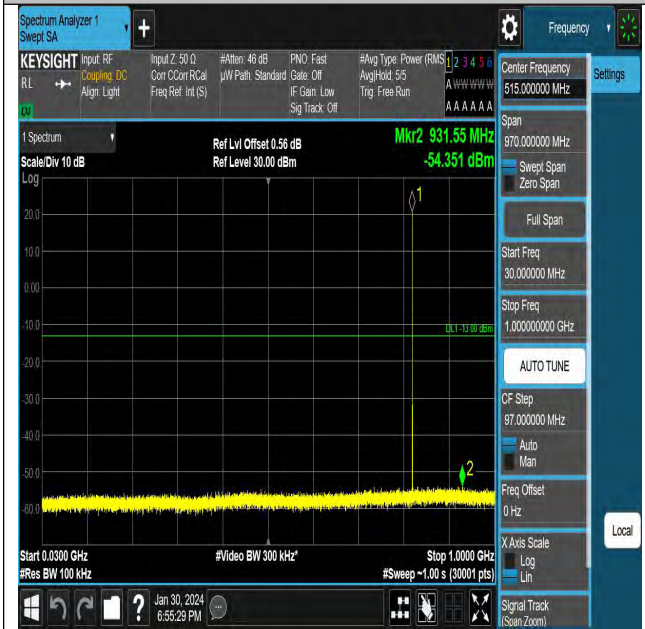 Spectrum Analyzer 1
Swept SA
Frequency
KEYSIGHT
RL
Input: RF
Coupling: DC
Align: Light
Input Z: 50 Ω
Corr CCorr RCal
Freq Ref: Int (S)
#Atten: 46 dB
µW Path: Standard
PNO: Fast
Gate: Off
IF Gain: Low
Sig Track: Off
#Avg Type: Power (RMS
Avg|Hold: 5/5
Trig: Free Run
1 2 3 4 5 6
A W W W W W
A A A A A A
1 Spectrum
Scale/Div 10 dB
Ref Lvl Offset 0.56 dB
Ref Level 30.00 dBm
Mkr2 931.55 MHz
-54.351 dBm
Log
1
20.0
10.0
0.00
-10.0
DL1 -13.00 dBm
-20.0
-30.0
-40.0
-50.0
2
-60.0
Start 0.0300 GHz
#Video BW 300 kHz*
Stop 1.0000 GHz
#Res BW 100 kHz
#Sweep ~1.00 s (30001 pts)
?
Jan 30, 2024
6:55:29 PM
Center Frequency
515.000000 MHz
Settings
Span
970.000000 MHz
Swept Span
Zero Span
Full Span
Start Freq
30.000000 MHz
Stop Freq
1.000000000 GHz
AUTO TUNE
CF Step
97.000000 MHz
Auto
Man
Freq Offset
0 Hz
Local
X Axis Scale
Log
Lin
Signal Track
(Span Zoom)